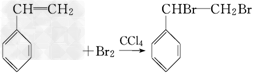 CH=CH₂ CHBr—CH₂Br
+Br₂ CCl₄